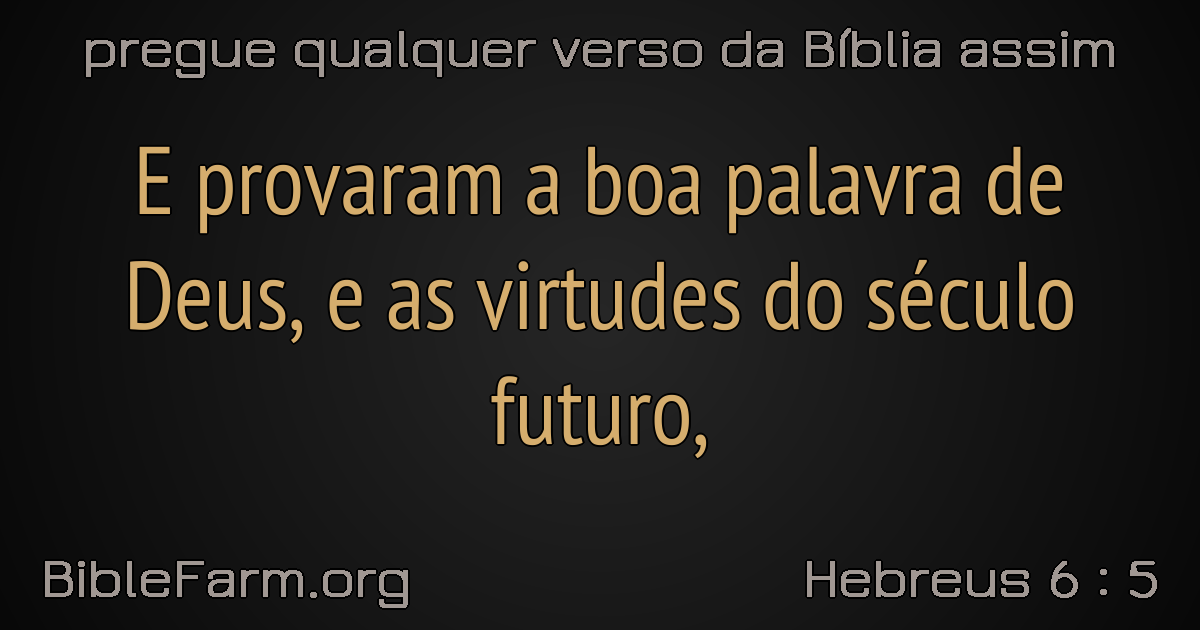 pregue qualquer verso da Bíblia assim
E provaram a boa palavra de
Deus, e as virtudes do século
futuro,
BibleFarm.org
Hebreus 6 : 5